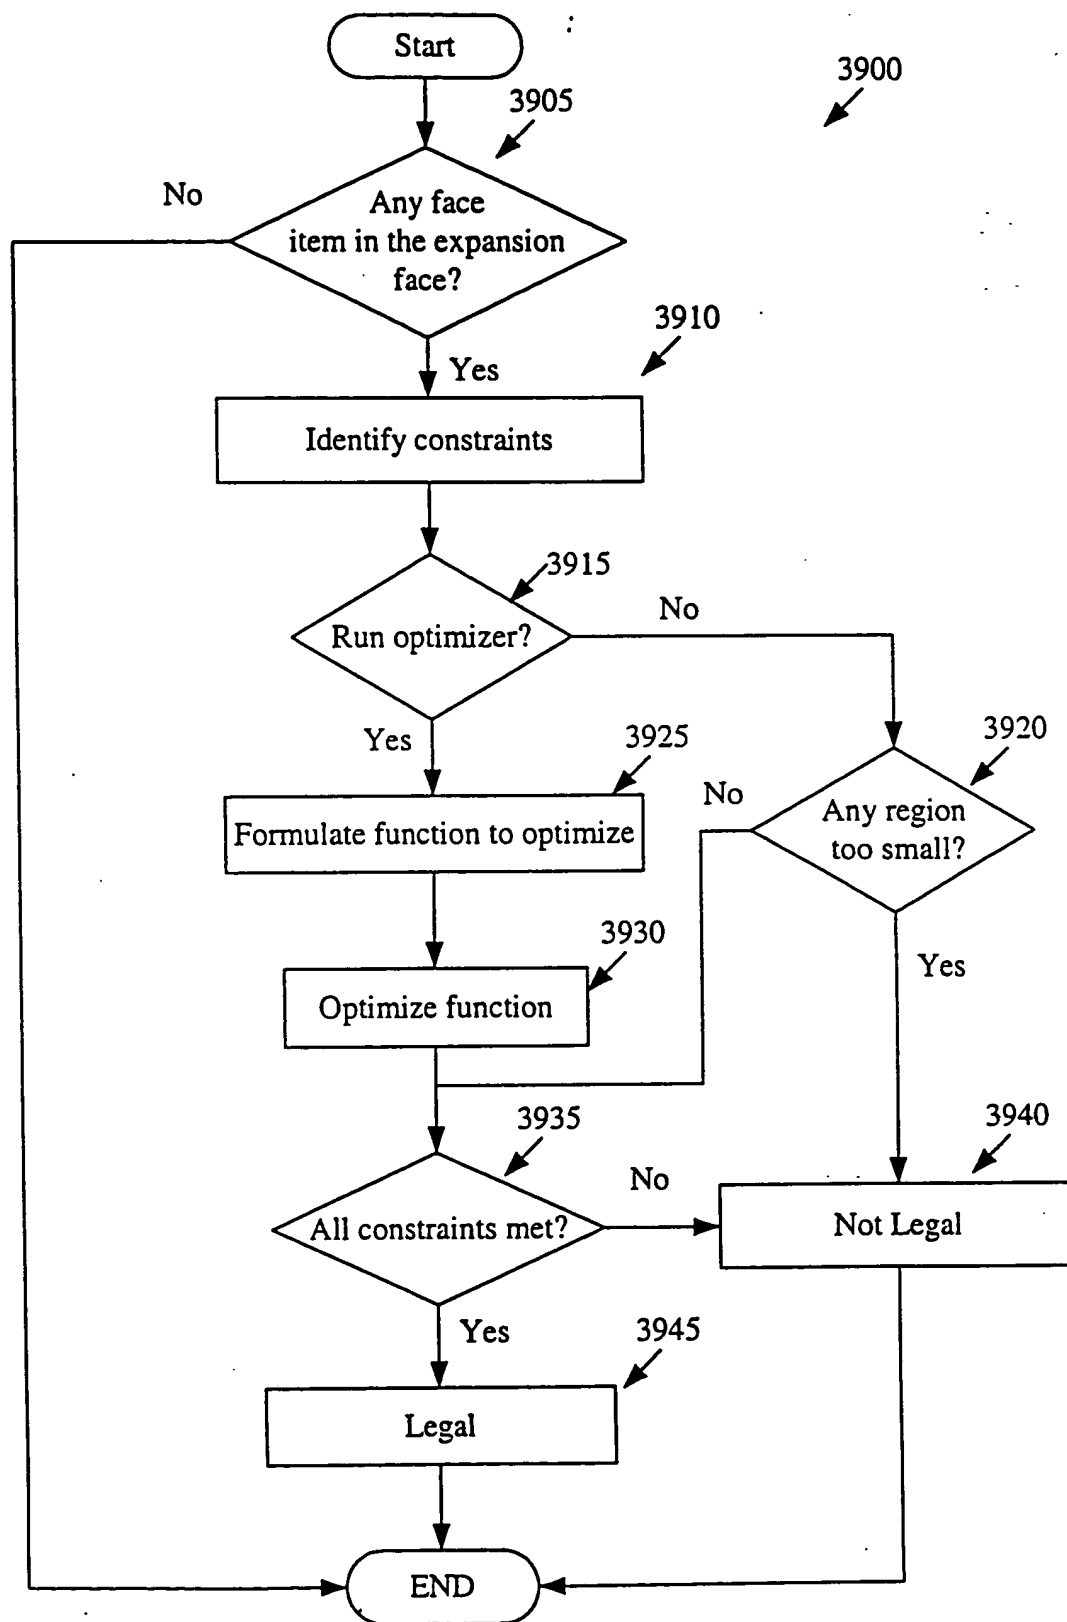 Start
3900
3905
No
Any face
item in the expansion
face?
3910
Yes
Identify constraints
3915
No
Run optimizer?
Yes
3925
3920
No
Any region
too small?
Formulate function to optimize
3930
Yes
Optimize function
3935
3940
No
All constraints met?
Not Legal
Yes
3945
Legal
END